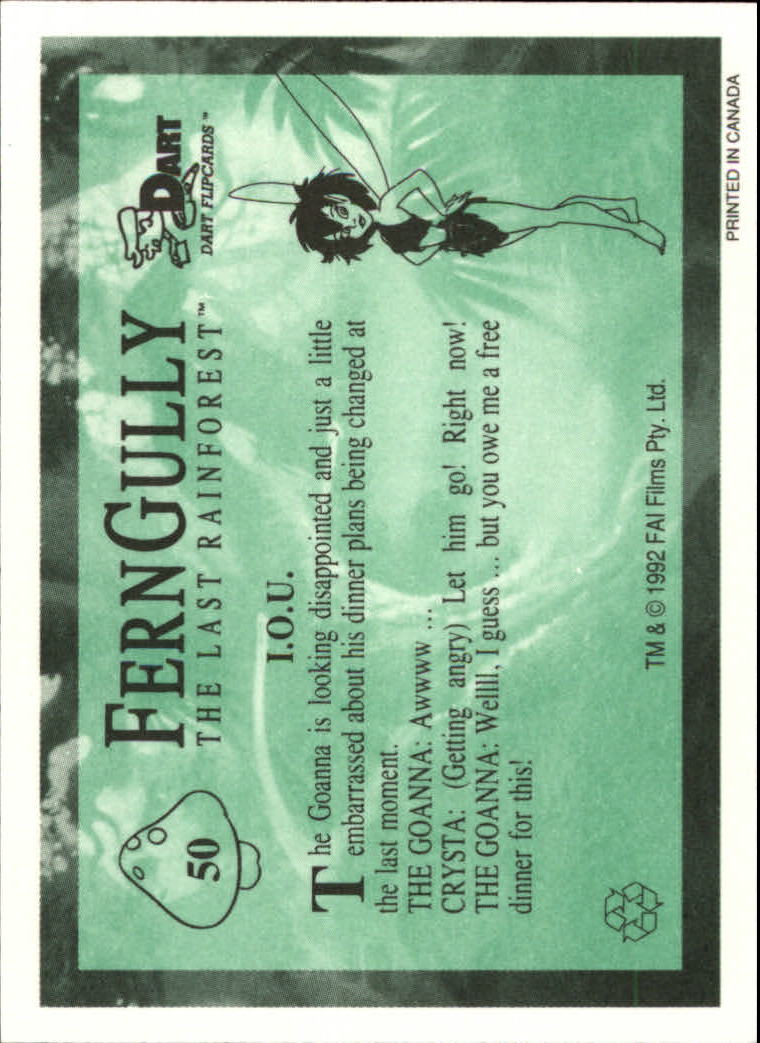 50
FERNGULLY
THE LAST RAINFOREST™
DART
DART FLIPCARDS™
I.O.U.
The Goanna is looking disappointed and just a little
embarrassed about his dinner plans being changed at
the last moment.
THE GOANNA: Awwww ...
CRYSTA: (Getting angry) Let him go! Right now!
THE GOANNA: Wellll, I guess ... but you owe me a free
dinner for this!
TM & © 1992 FAI Films Pty. Ltd.
PRINTED IN CANADA